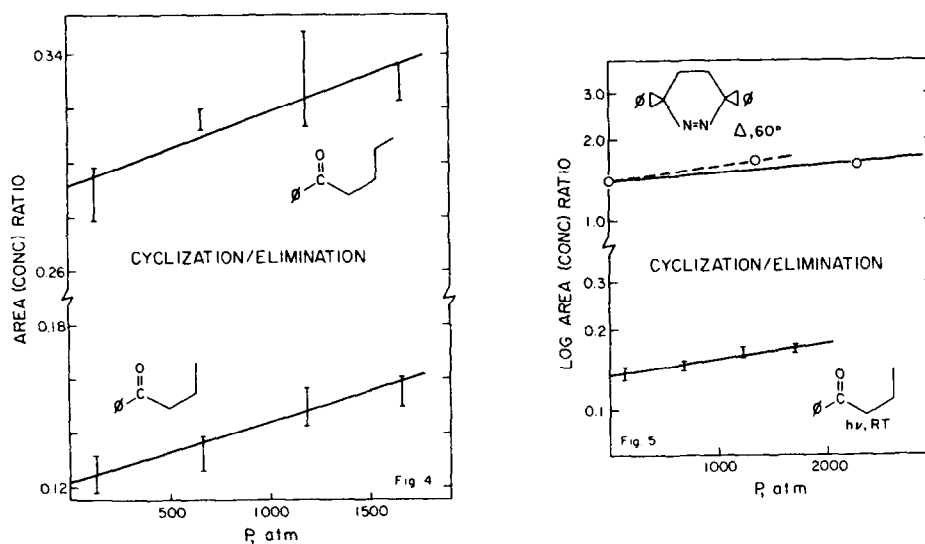 0.34
AREA (CONC) RATIO
O
Ø C
CYCLIZATION/ELIMINATION
0.26
0.18
O
Ø C
0.12
Fig 4
500 1000 1500
P, atm
3.0
Ø Ø
N=N
Δ, 60°
2.0
1.0
LOG AREA (CONC) RATIO
CYCLIZATION/ELIMINATION
0.3
0.2
O
Ø C
0.1
hν, RT
Fig. 5
1000 2000
P, atm